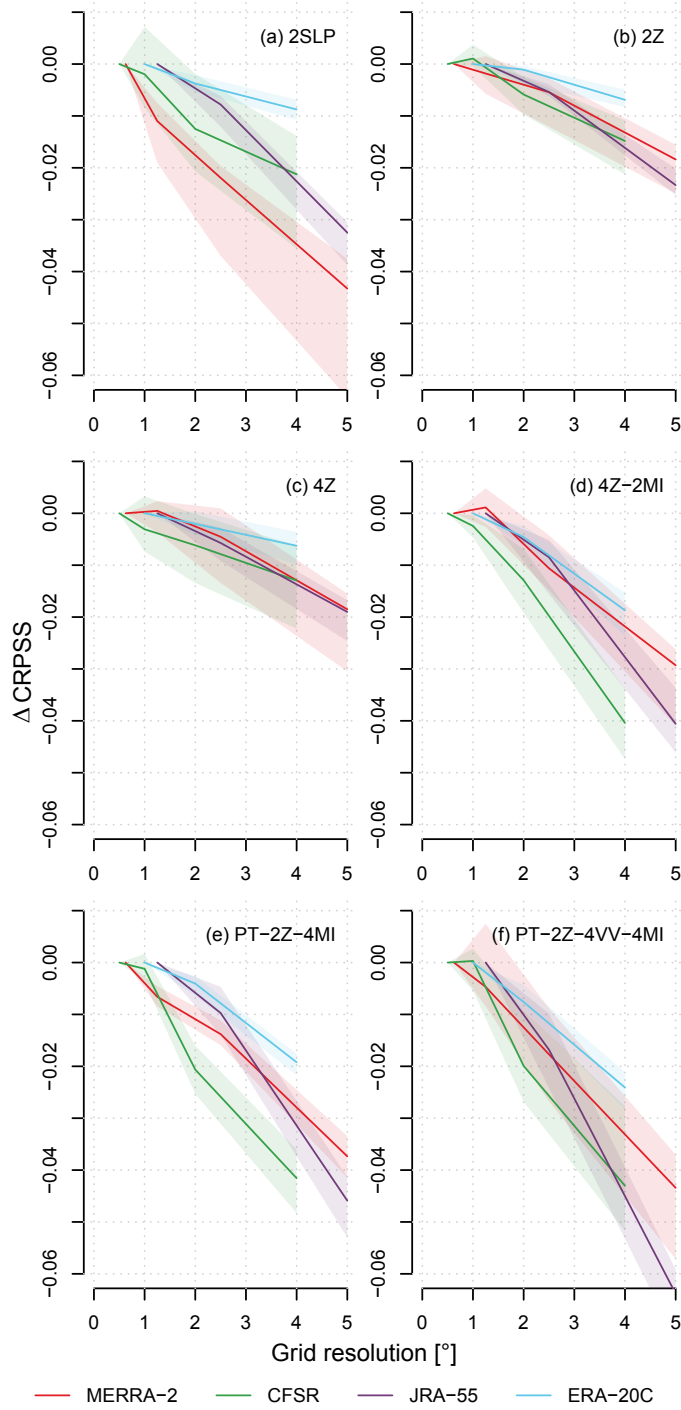 (a) 2SLP
(b) 2Z
0.00
−0.02
−0.04
−0.06
0.00
−0.02
−0.04
−0.06
0 1 2 3 4 5
0 1 2 3 4 5
(c) 4Z
(d) 4Z−2MI
0.00
−0.02
−0.04
−0.06
0.00
−0.02
−0.04
−0.06
Δ CRPSS
0 1 2 3 4 5
0 1 2 3 4 5
(e) PT−2Z−4MI
(f) PT−2Z−4VV−4MI
0.00
−0.02
−0.04
−0.06
0.00
−0.02
−0.04
−0.06
0 1 2 3 4 5
0 1 2 3 4 5
Grid resolution [°]
MERRA−2 CFSR JRA−55 ERA−20C